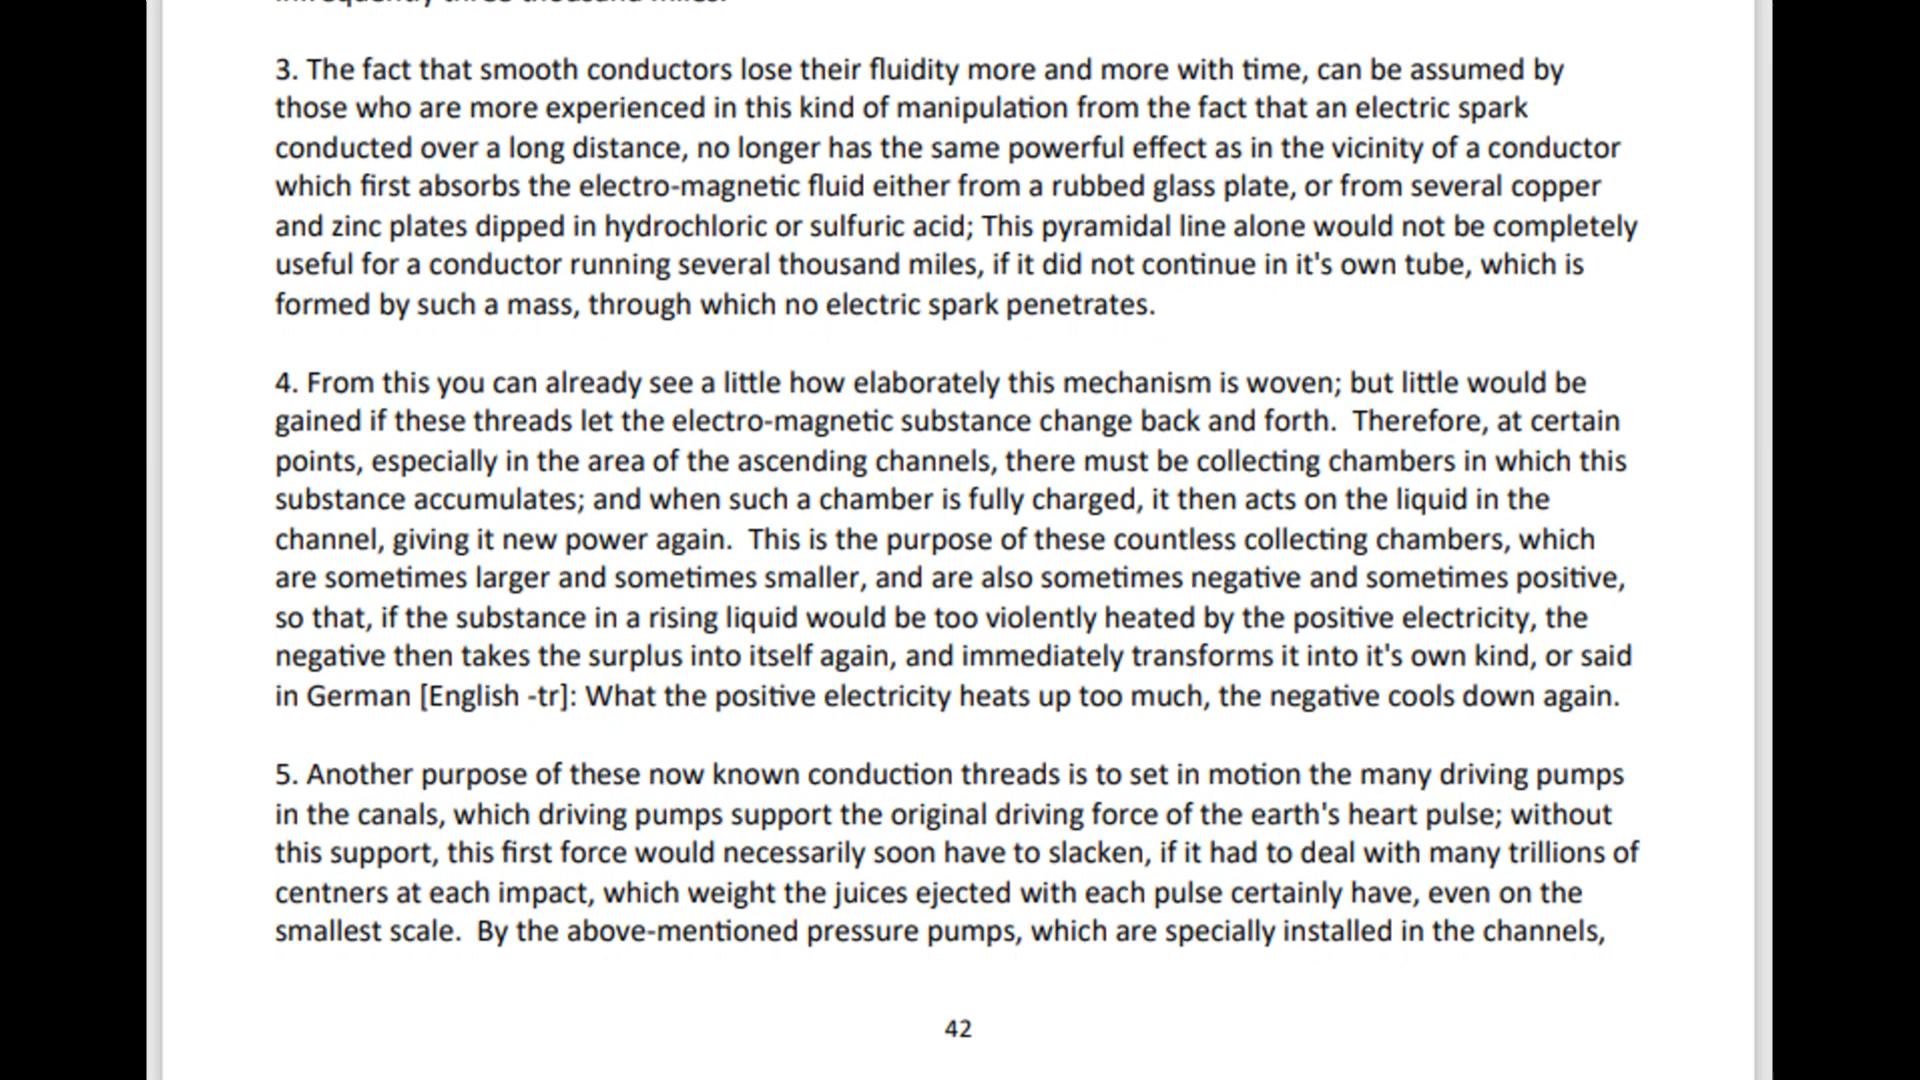 infrequently three thousand miles.
3. The fact that smooth conductors lose their fluidity more and more with time, can be assumed by
those who are more experienced in this kind of manipulation from the fact that an electric spark
conducted over a long distance, no longer has the same powerful effect as in the vicinity of a conductor
which first absorbs the electro-magnetic fluid either from a rubbed glass plate, or from several copper
and zinc plates dipped in hydrochloric or sulfuric acid; This pyramidal line alone would not be completely
useful for a conductor running several thousand miles, if it did not continue in it's own tube, which is
formed by such a mass, through which no electric spark penetrates.
4. From this you can already see a little how elaborately this mechanism is woven; but little would be
gained if these threads let the electro-magnetic substance change back and forth.  Therefore, at certain
points, especially in the area of the ascending channels, there must be collecting chambers in which this
substance accumulates; and when such a chamber is fully charged, it then acts on the liquid in the
channel, giving it new power again.  This is the purpose of these countless collecting chambers, which
are sometimes larger and sometimes smaller, and are also sometimes negative and sometimes positive,
so that, if the substance in a rising liquid would be too violently heated by the positive electricity, the
negative then takes the surplus into itself again, and immediately transforms it into it's own kind, or said
in German [English -tr]: What the positive electricity heats up too much, the negative cools down again.
5. Another purpose of these now known conduction threads is to set in motion the many driving pumps
in the canals, which driving pumps support the original driving force of the earth's heart pulse; without
this support, this first force would necessarily soon have to slacken, if it had to deal with many trillions of
centners at each impact, which weight the juices ejected with each pulse certainly have, even on the
smallest scale.  By the above-mentioned pressure pumps, which are specially installed in the channels,
42